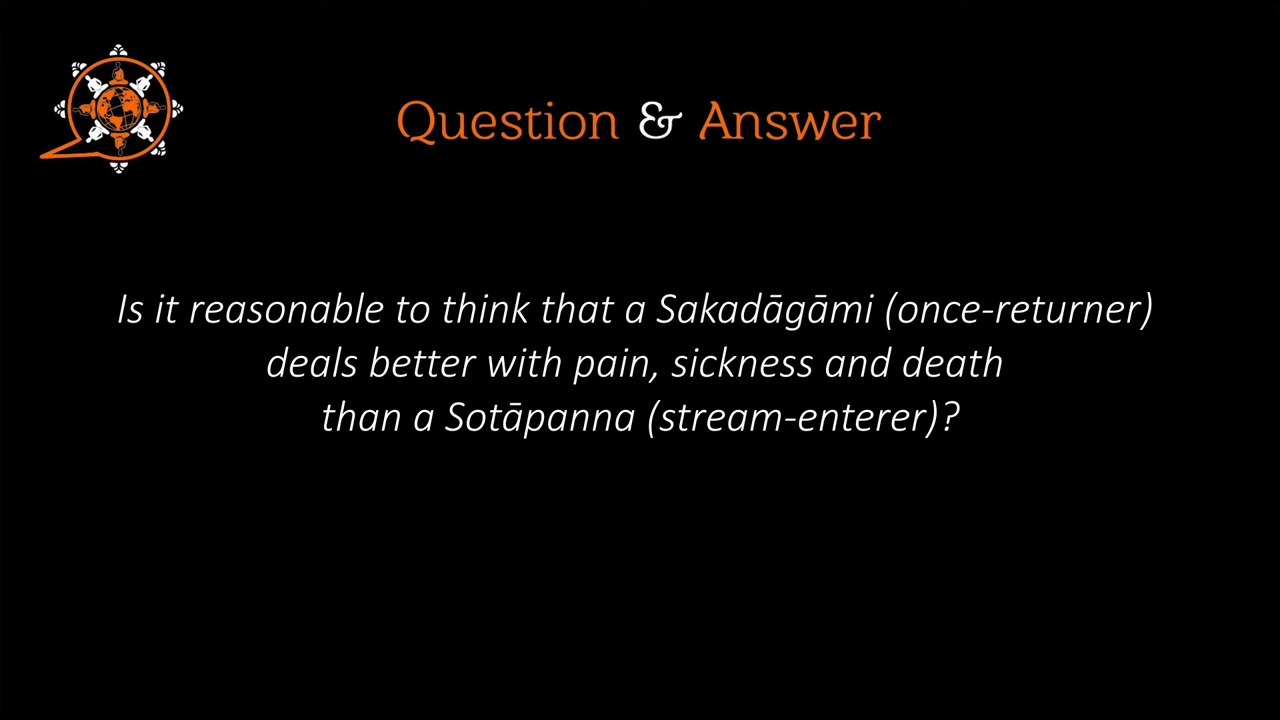 Question & Answer
Is it reasonable to think that a Sakadāgāmi (once-returner)
deals better with pain, sickness and death
than a Sotāpanna (stream-enterer)?